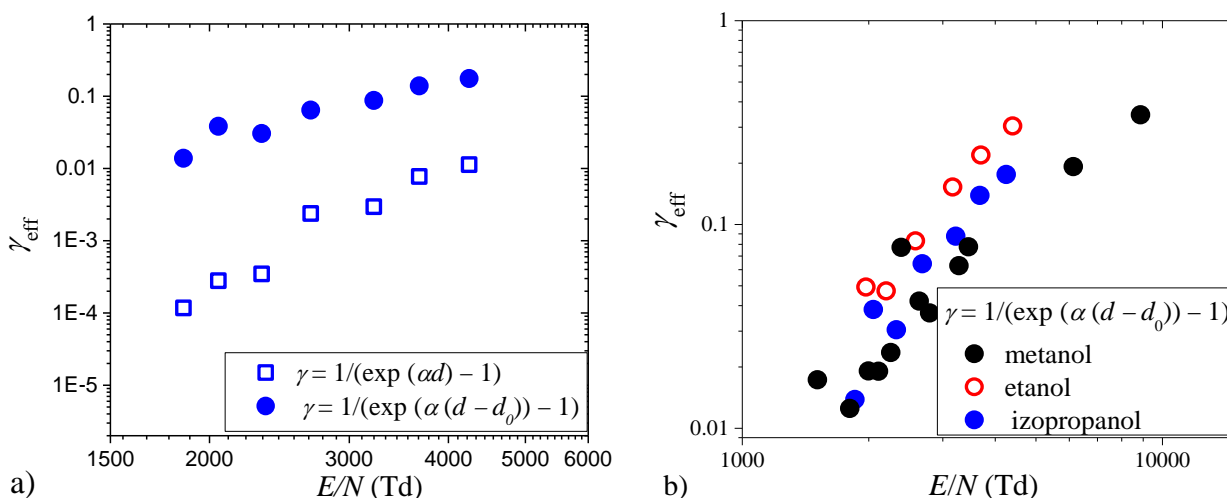 1
0.1
0.01
1E-3
1E-4
1E-5
γeff
1500 2000 3000 4000 5000 6000
E/N (Td)
γ = 1/(exp (αd) − 1)
γ = 1/(exp (α (d − d0)) − 1)
a)
1
0.1
0.01
γeff
1000 10000
E/N (Td)
γ = 1/(exp (α (d − d0)) − 1)
metanol
etanol
izopropanol
b)